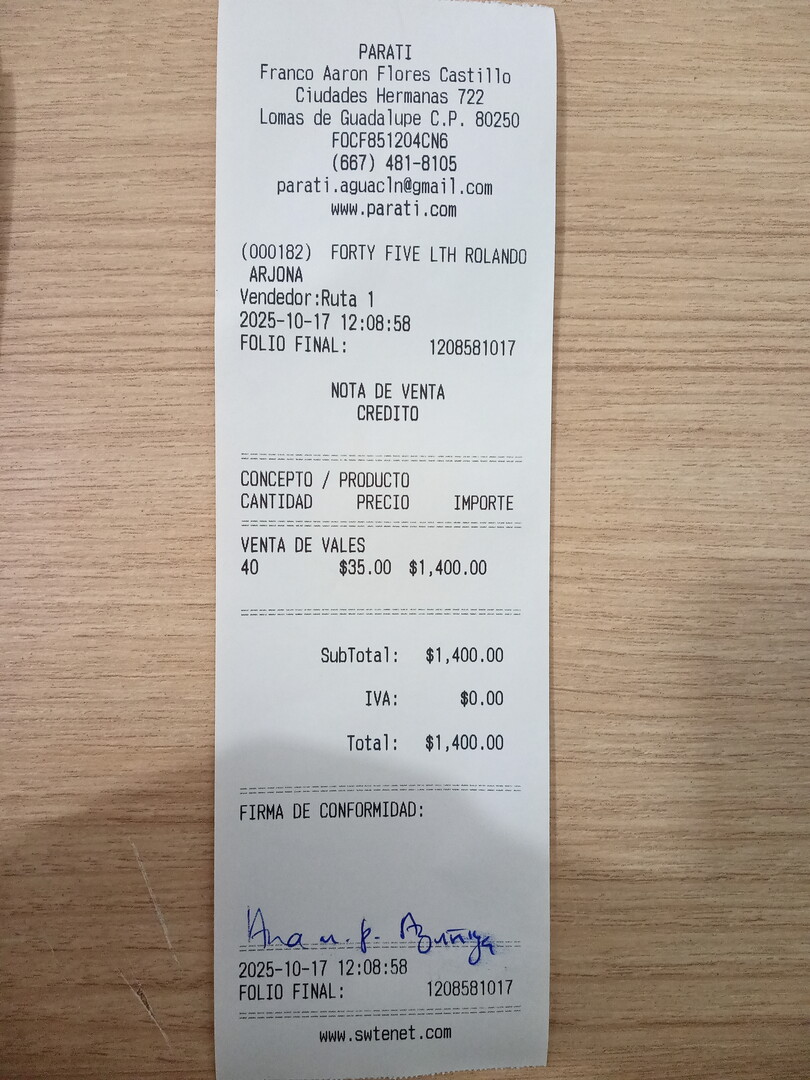 PARATI
Franco Aaron Flores Castillo
Ciudades Hermanas 722
Lomas de Guadalupe C.P. 80250
FOCF851204CN6
(667) 481-8105
parati.aguacln@gmail.com
www.parati.com
(000182) FORTY FIVE LTH ROLANDO
ARJONA
Vendedor:Ruta 1
2025-10-17 12:08:58
FOLIO FINAL: 1208581017
NOTA DE VENTA
CREDITO
CONCEPTO / PRODUCTO
CANTIDAD PRECIO IMPORTE
VENTA DE VALES
40 $35.00 $1,400.00
SubTotal: $1,400.00
IVA: $0.00
Total: $1,400.00
FIRMA DE CONFORMIDAD:
Ana
2025-10-17 12:08:58
FOLIO FINAL: 1208581017
www.swtenet.com